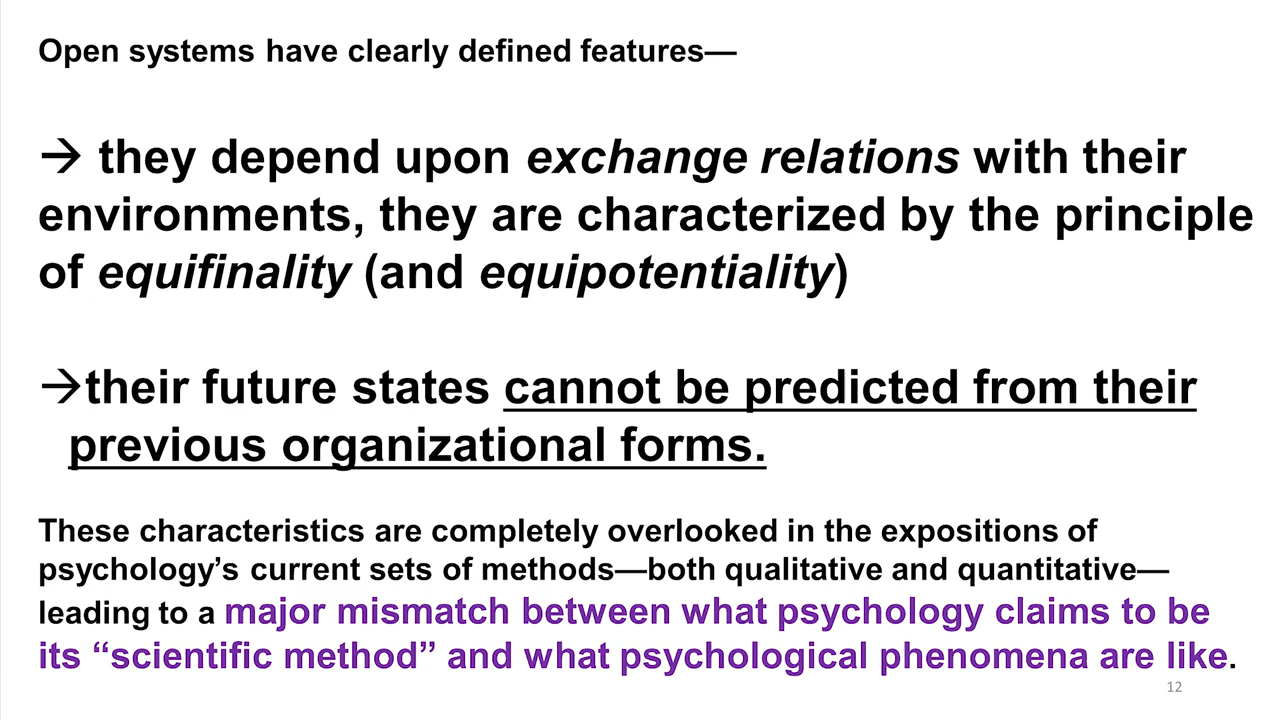 Open systems have clearly defined features—
→ they depend upon exchange relations with their
environments, they are characterized by the principle
of equifinality (and equipotentiality)
→their future states cannot be predicted from their
previous organizational forms.
These characteristics are completely overlooked in the expositions of
psychology’s current sets of methods—both qualitative and quantitative—
leading to a major mismatch between what psychology claims to be
its “scientific method” and what psychological phenomena are like.
12